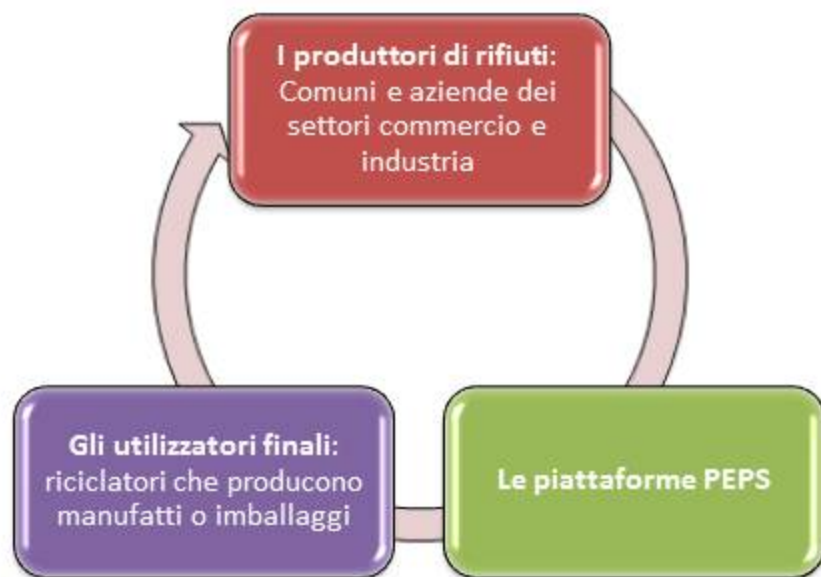 I produttori di rifiuti:
Comuni e aziende dei
settori commercio e
industria
Gli utilizzatori finali:
riciclatori che producono
manufatti o imballaggi
Le piattaforme PEPS